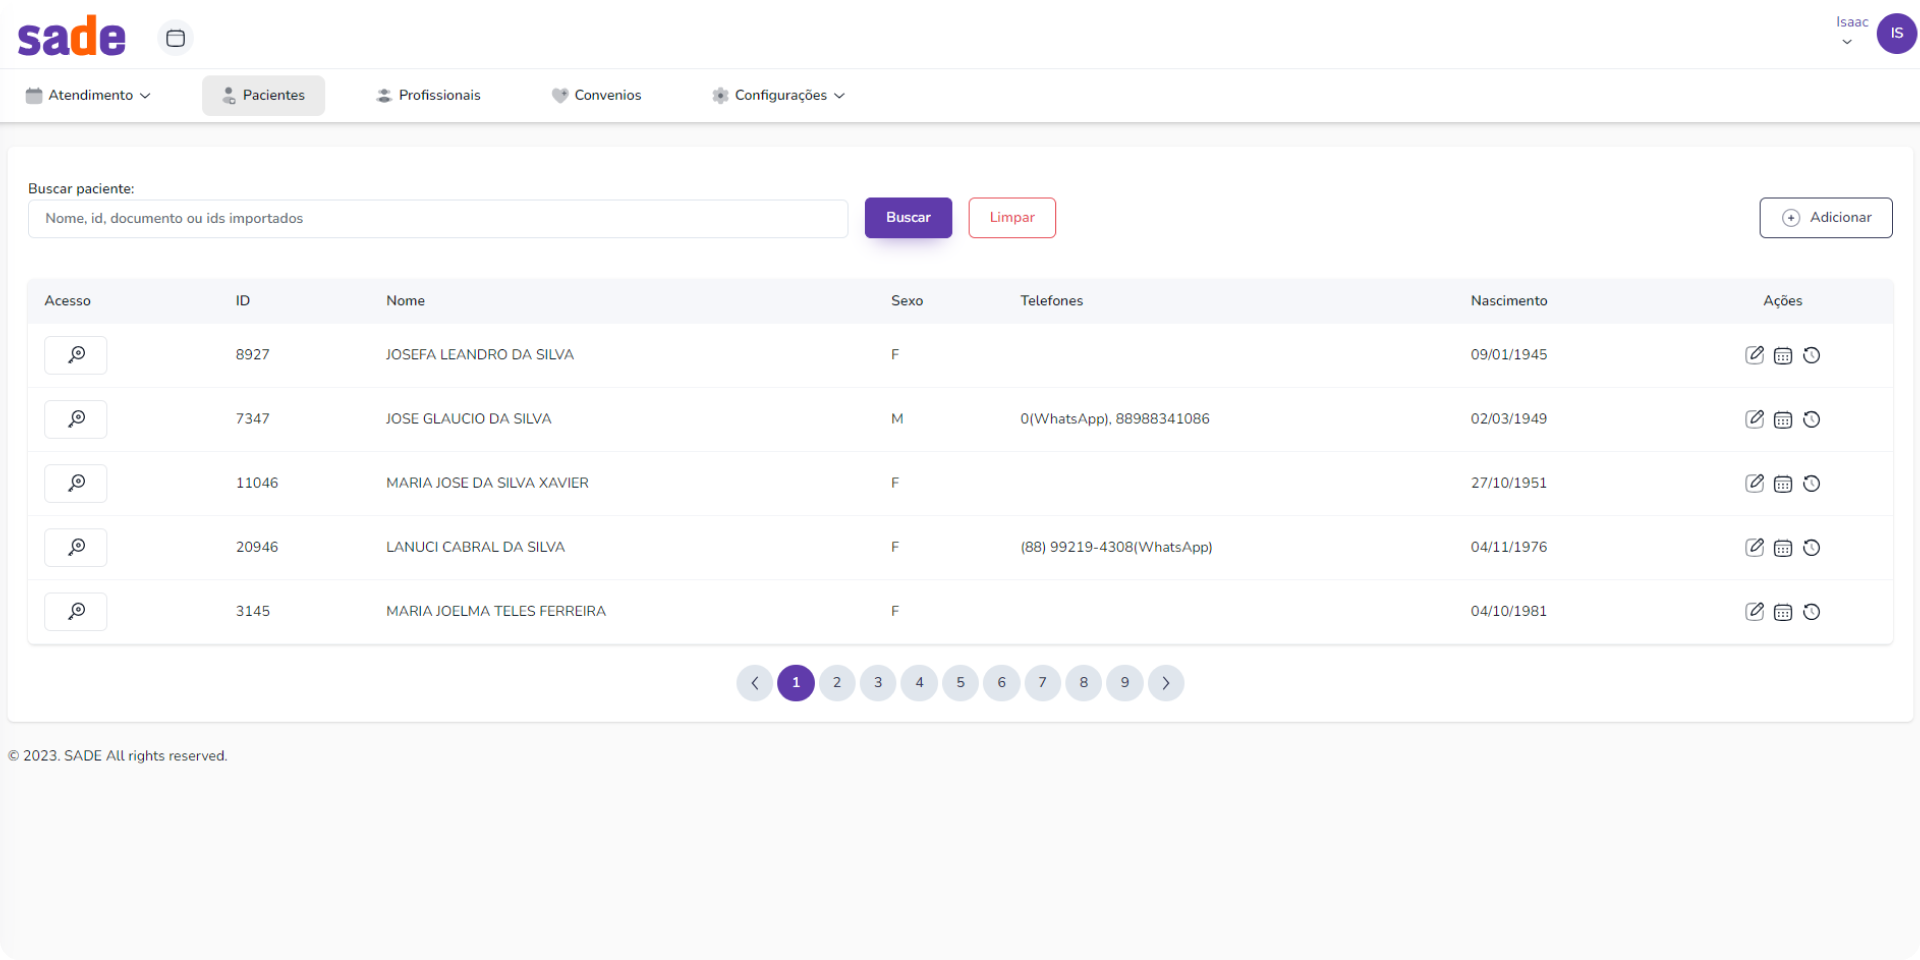 sade
Isaac
IS
Atendimento
Pacientes
Profissionais
Convenios
Configurações
Buscar paciente:
Nome, id, documento ou ids importados
Buscar
Limpar
Adicionar
Acesso ID Nome Sexo Telefones Nascimento Ações
8927 JOSEFA LEANDRO DA SILVA F 09/01/1945
7347 JOSE GLAUCIO DA SILVA M 0(WhatsApp), 88988341086 02/03/1949
11046 MARIA JOSE DA SILVA XAVIER F 27/10/1951
20946 LANUCI CABRAL DA SILVA F (88) 99219-4308(WhatsApp) 04/11/1976
3145 MARIA JOELMA TELES FERREIRA F 04/10/1981
1 2 3 4 5 6 7 8 9
© 2023. SADE All rights reserved.